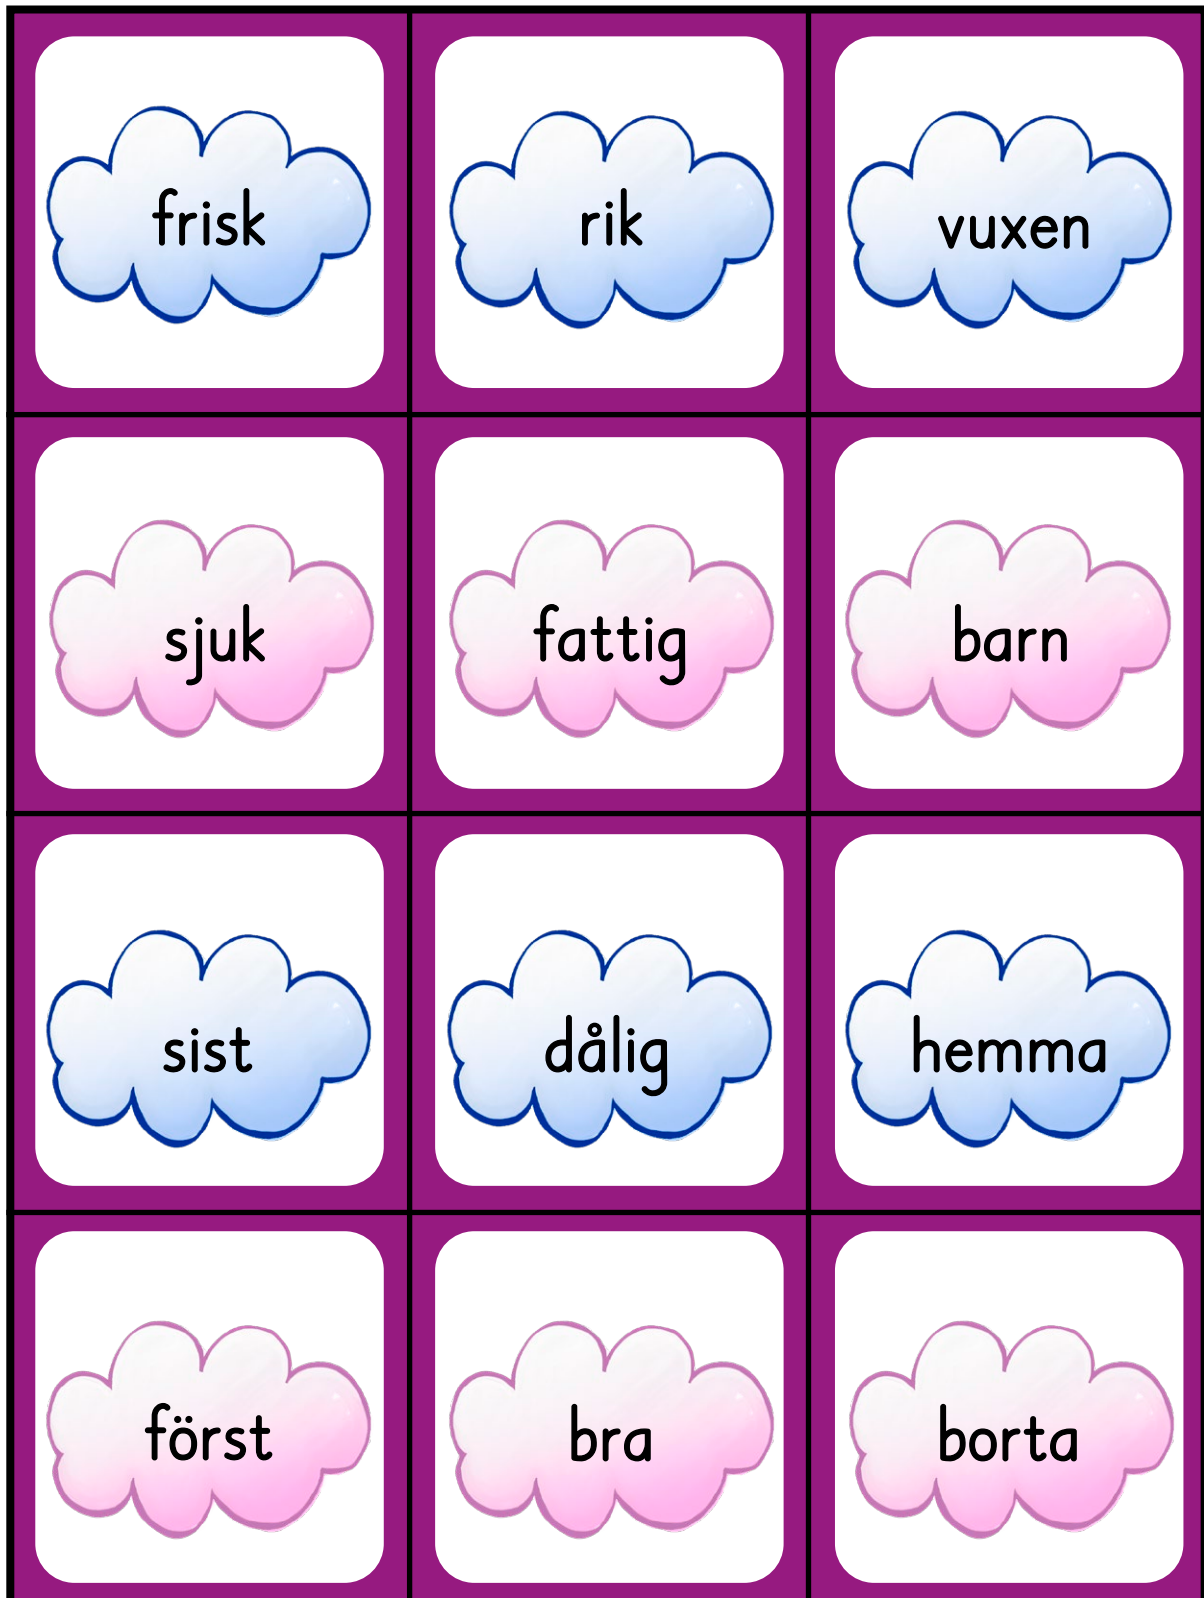 frisk
rik
vuxen
sjuk
fattig
barn
sist
dålig
hemma
först
bra
borta